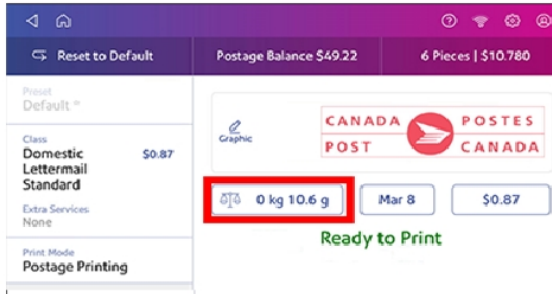 Reset to Default
Postage Balance $49.22
6 Pieces | $10.780
Preset
Default *
Class
Domestic Lettermail Standard
$0.87
Extra Services
None
Print Mode
Postage Printing
Graphic
CANADA POSTES
POST CANADA
0 kg 10.6 g
Mar 8
$0.87
Ready to Print